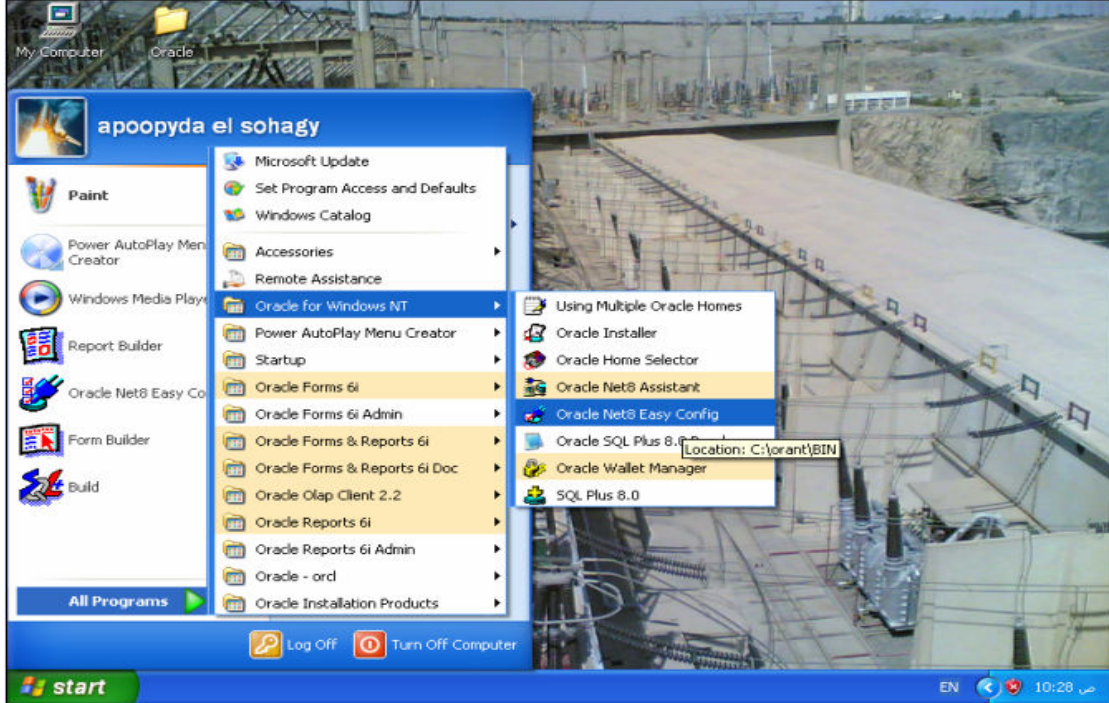 My Computer
Oracle
apoopyda el sohagy
Paint
Power AutoPlay Men
Creator
Windows Media Playe
Report Builder
Oracle Net8 Easy Co
Form Builder
Build
All Programs
Microsoft Update
Set Program Access and Defaults
Windows Catalog
Accessories
Remote Assistance
Oracle for Windows NT
Power AutoPlay Menu Creator
Startup
Oracle Forms 6i
Oracle Forms 6i Admin
Oracle Forms & Reports 6i
Oracle Forms & Reports 6i Doc
Oracle Olap Client 2.2
Oracle Reports 6i
Oracle Reports 6i Admin
Oracle - orcl
Oracle Installation Products
Using Multiple Oracle Homes
Oracle Installer
Oracle Home Selector
Oracle Net8 Assistant
Oracle Net8 Easy Config
Oracle SQL Plus 8.0
Location: C:\orant\BIN
Oracle Wallet Manager
SQL Plus 8.0
Log Off
Turn Off Computer
start
EN
10:28 ص